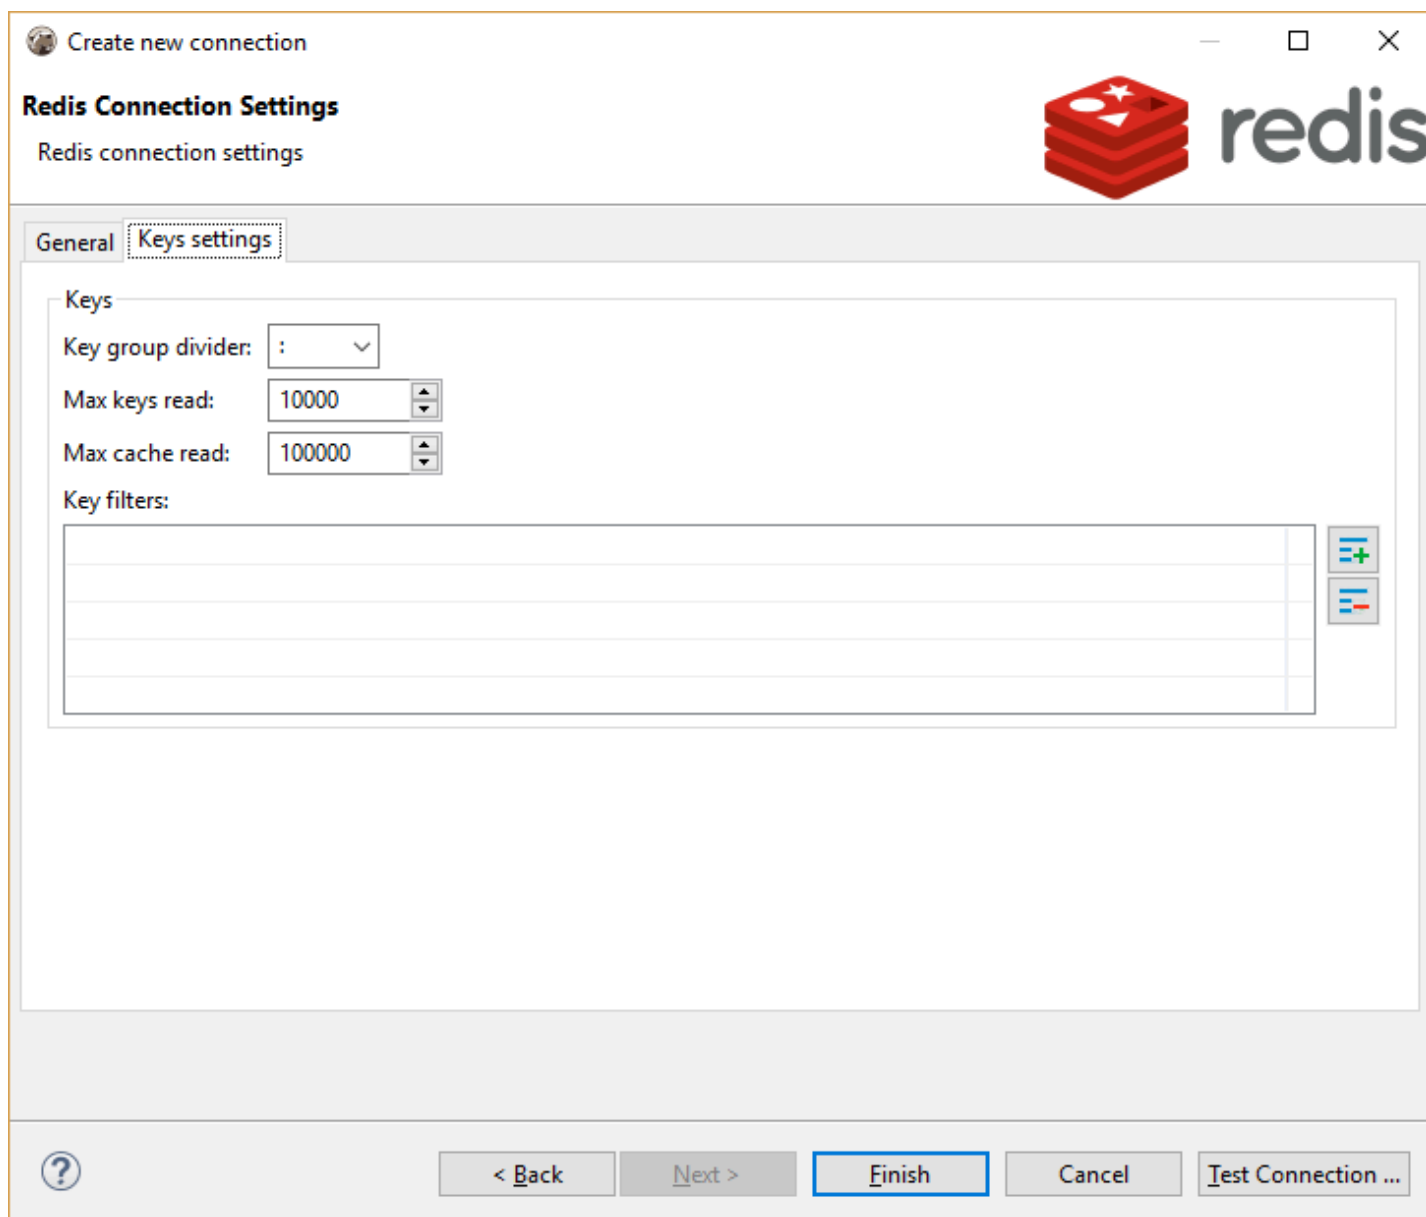 Create new connection
Redis Connection Settings
Redis connection settings
redis
General
Keys settings
Keys
Key group divider: :
Max keys read: 10000
Max cache read: 100000
Key filters:
?
< Back
Next >
Finish
Cancel
Test Connection ...